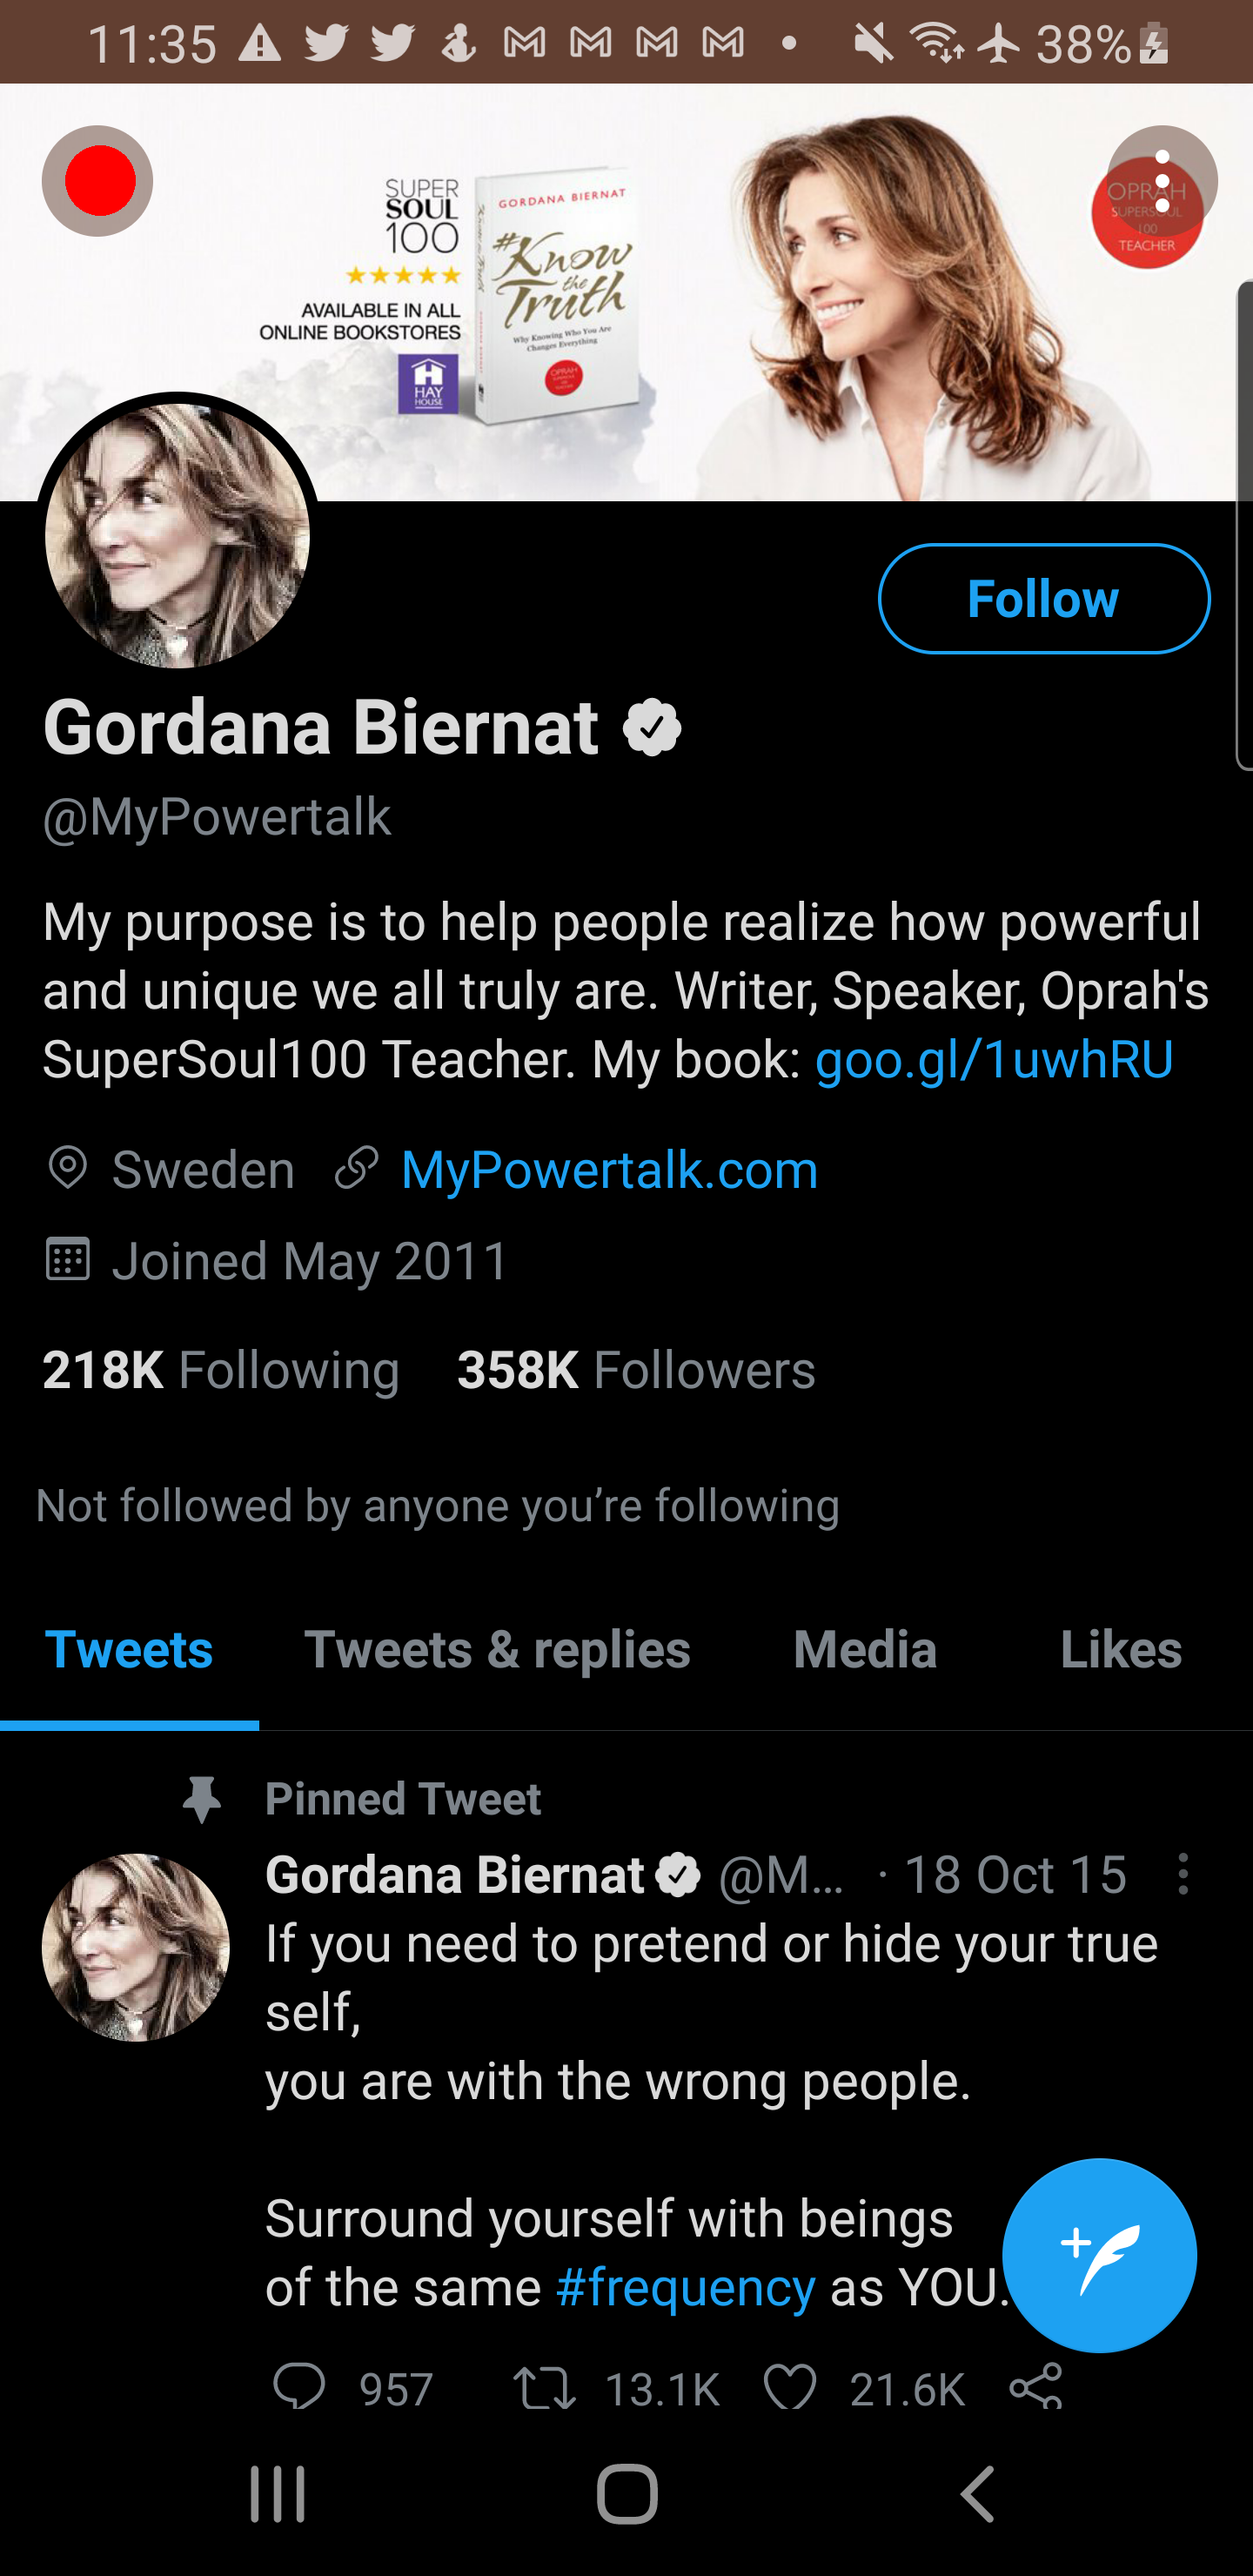 11:35
38%
SUPER
SOUL
100
AVAILABLE IN ALL
ONLINE BOOKSTORES
HAY
HOUSE
GORDANA BIERNAT
#Know
the
Truth
Why Knowing Who You Are
Changes Everything
OPRAH
SUPERSOUL
100
TEACHER
Follow
Gordana Biernat
@MyPowertalk
My purpose is to help people realize how powerful
and unique we all truly are. Writer, Speaker, Oprah's
SuperSoul100 Teacher. My book: goo.gl/1uwhRU
Sweden MyPowertalk.com
Joined May 2011
218K Following 358K Followers
Not followed by anyone you’re following
Tweets Tweets & replies Media Likes
Pinned Tweet
Gordana Biernat @M... · 18 Oct 15
If you need to pretend or hide your true
self,
you are with the wrong people.
Surround yourself with beings
of the same #frequency as YOU.
957 13.1K 21.6K